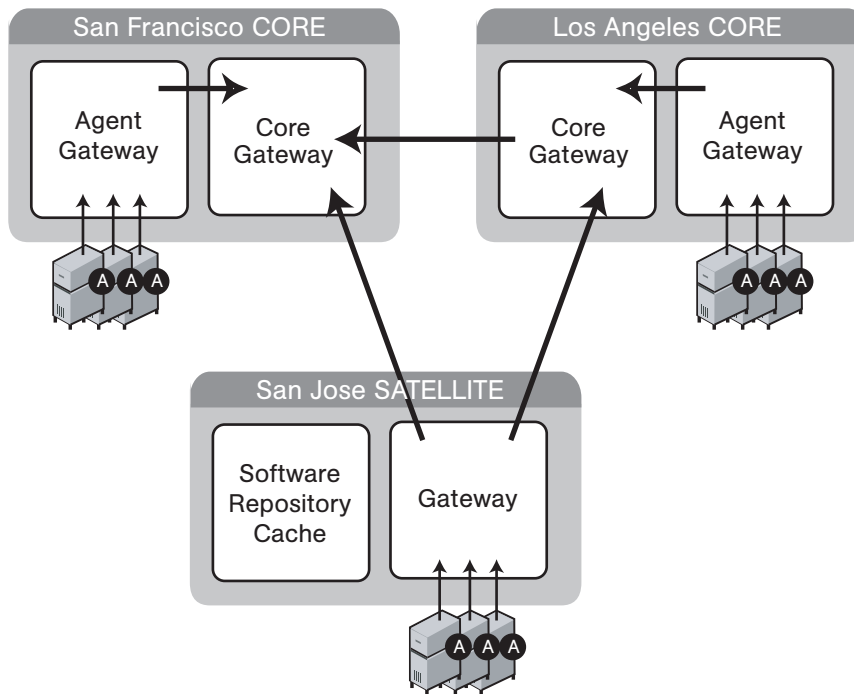 San Francisco CORE
Agent
Gateway
Core
Gateway
A A A
Los Angeles CORE
Core
Gateway
Agent
Gateway
A A A
San Jose SATELLITE
Software
Repository
Cache
Gateway
A A A